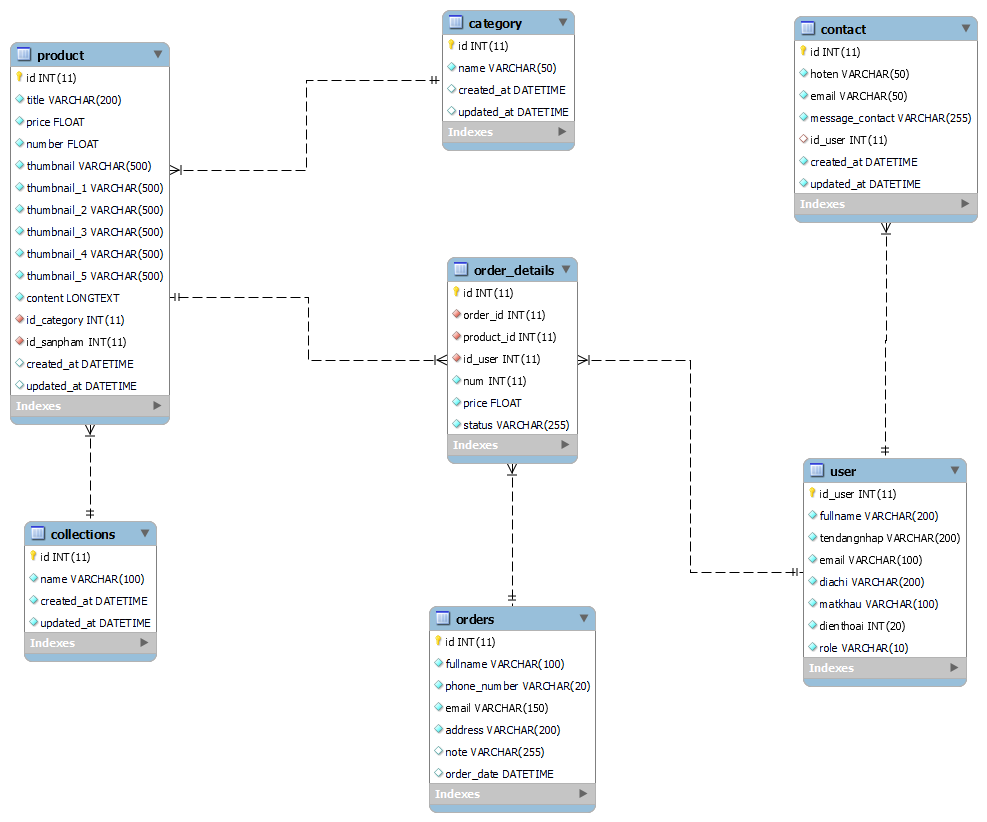 product
id INT(11)
title VARCHAR(200)
price FLOAT
number FLOAT
thumbnail VARCHAR(500)
thumbnail_1 VARCHAR(500)
thumbnail_2 VARCHAR(500)
thumbnail_3 VARCHAR(500)
thumbnail_4 VARCHAR(500)
thumbnail_5 VARCHAR(500)
content LONGTEXT
id_category INT(11)
id_sanpham INT(11)
created_at DATETIME
updated_at DATETIME
Indexes
category
id INT(11)
name VARCHAR(50)
created_at DATETIME
updated_at DATETIME
Indexes
contact
id INT(11)
hoten VARCHAR(50)
email VARCHAR(50)
message_contact VARCHAR(255)
id_user INT(11)
created_at DATETIME
updated_at DATETIME
Indexes
order_details
id INT(11)
order_id INT(11)
product_id INT(11)
id_user INT(11)
num INT(11)
price FLOAT
status VARCHAR(255)
Indexes
collections
id INT(11)
name VARCHAR(100)
created_at DATETIME
updated_at DATETIME
Indexes
orders
id INT(11)
fullname VARCHAR(100)
phone_number VARCHAR(20)
email VARCHAR(150)
address VARCHAR(200)
note VARCHAR(255)
order_date DATETIME
Indexes
user
id_user INT(11)
fullname VARCHAR(200)
tendangnhap VARCHAR(200)
email VARCHAR(100)
diachi VARCHAR(200)
matkhau VARCHAR(100)
dienthoai INT(20)
role VARCHAR(10)
Indexes